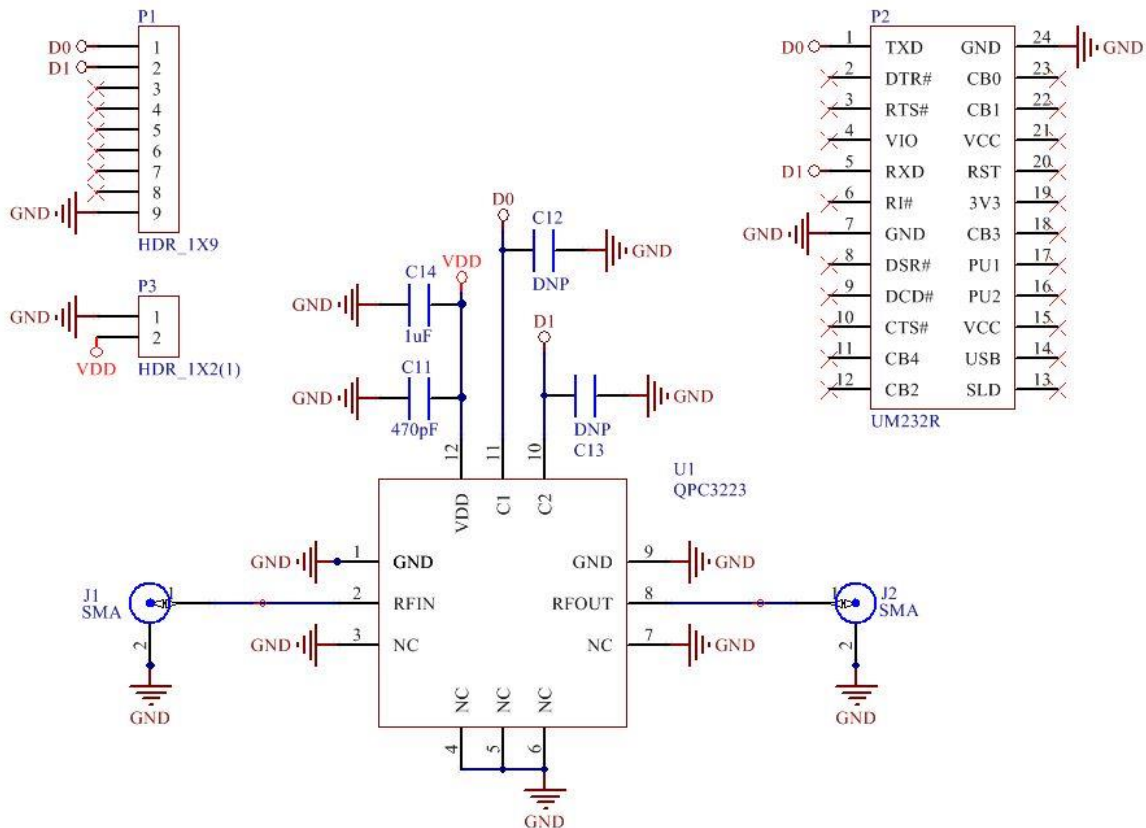 P1
D0 1
D1 2
3
4
5
6
7
8
GND 9
HDR_1X9
P3
GND 1
2
VDD
HDR_1X2(1)
P2
D0 1 TXD GND 24 GND
2 DTR# CB0 23
3 RTS# CB1 22
4 VIO VCC 21
D1 5 RXD RST 20
6 RI# 3V3 19
GND 7 GND CB3 18
8 DSR# PU1 17
9 DCD# PU2 16
10 CTS# VCC 15
11 CB4 USB 14
12 CB2 SLD 13
UM232R
D0
C12
GND
DNP
VDD
C14
GND
1uF
D1
C11
GND
470pF
GND
DNP
C13
12 11 10
U1
QPC3223
VDD C1 C2
GND 1 GND GND 9 GND
J1
SMA
1 2 RFIN RFOUT 8 1
J2
SMA
GND 3 NC NC 7 GND
2
GND
2
GND
NC NC NC
4 5 6
GND